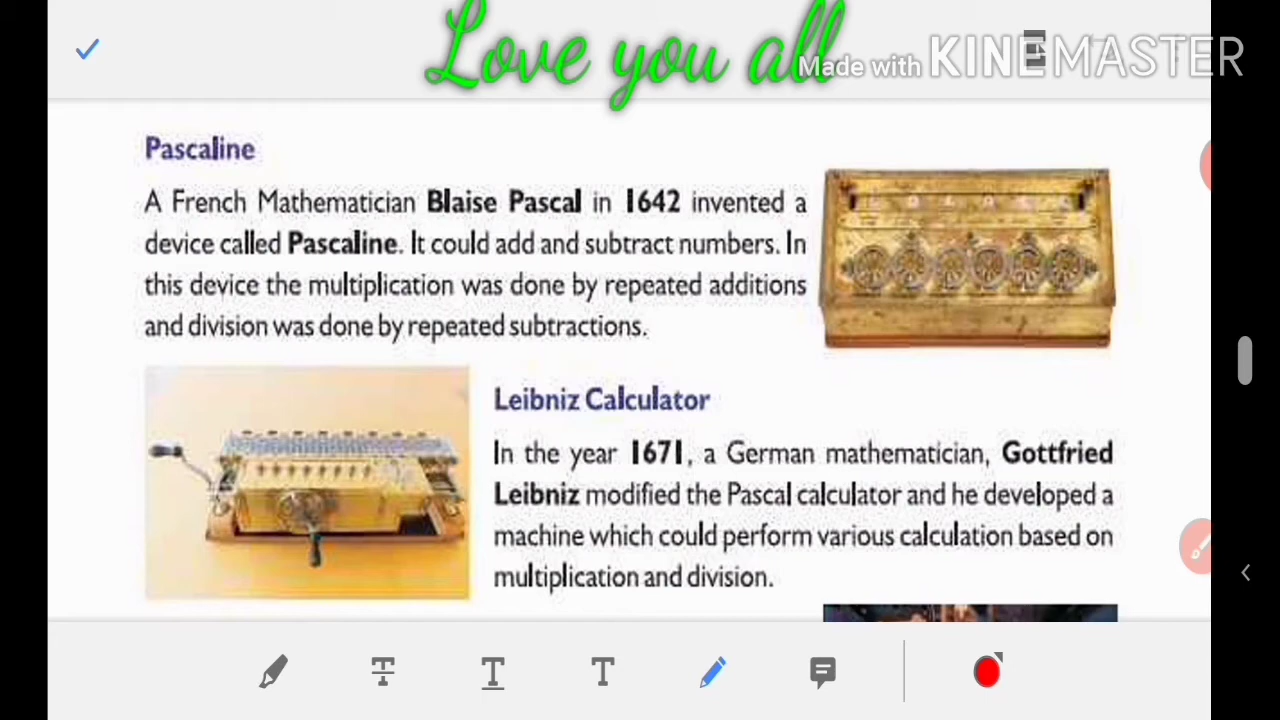 Love you all
Made with KINEMASTER
Pascaline
A French Mathematician Blaise Pascal in 1642 invented a
device called Pascaline. It could add and subtract numbers. In
this device the multiplication was done by repeated additions
and division was done by repeated subtractions.
Leibniz Calculator
In the year 1671, a German mathematician, Gottfried
Leibniz modified the Pascal calculator and he developed a
machine which could perform various calculation based on
multiplication and division.